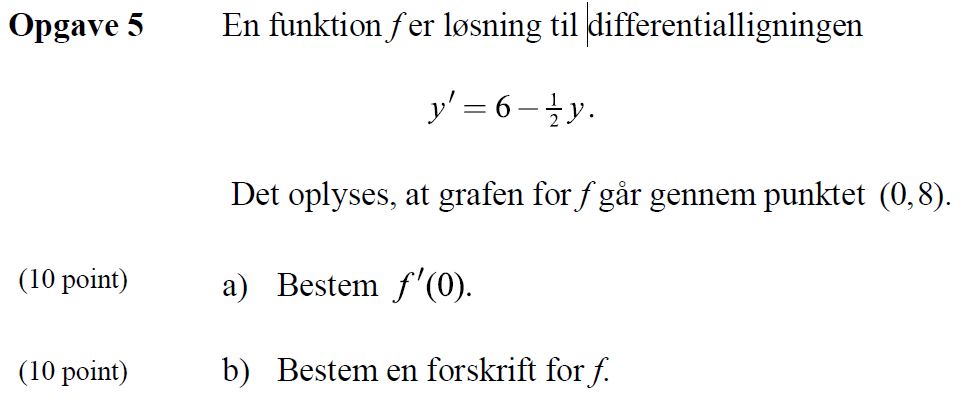 Opgave 5 En funktion f er løsning til differentialligningen
y' = 6 − ½ y.
Det oplyses, at grafen for f går gennem punktet (0,8).
(10 point) a) Bestem f'(0).
(10 point) b) Bestem en forskrift for f.